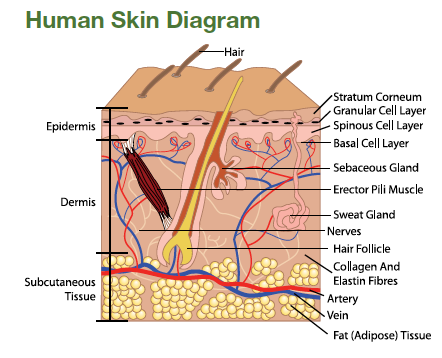 Human Skin Diagram
Hair
Stratum Corneum
Granular Cell Layer
Spinous Cell Layer
Basal Cell Layer
Sebaceous Gland
Erector Pili Muscle
Sweat Gland
Nerves
Hair Follicle
Collagen And
Elastin Fibres
Artery
Vein
Fat (Adipose) Tissue
Epidermis
Dermis
Subcutaneous
Tissue